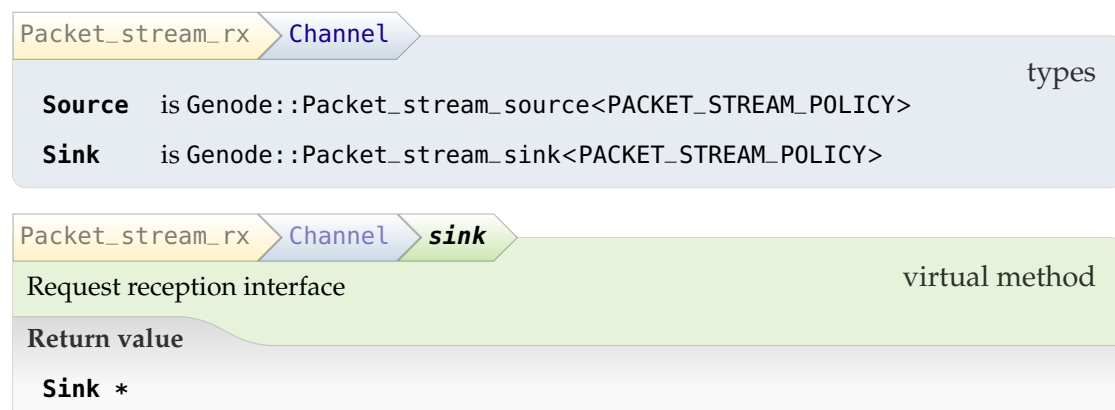 Packet_stream_rx Channel
types
Source is Genode::Packet_stream_source<PACKET_STREAM_POLICY>
Sink is Genode::Packet_stream_sink<PACKET_STREAM_POLICY>
Packet_stream_rx Channel sink
virtual method
Request reception interface
Return value
Sink *